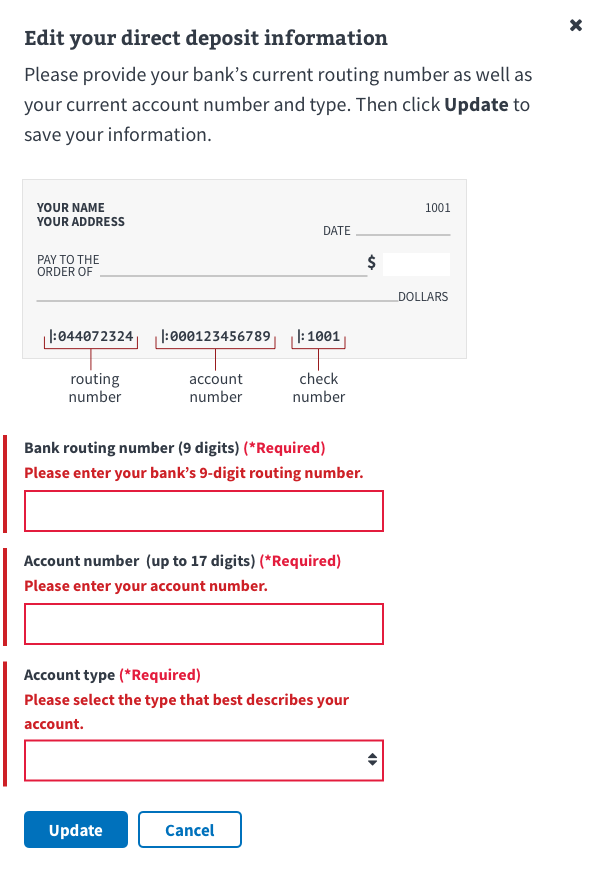 Edit your direct deposit information
Please provide your bank’s current routing number as well as
your current account number and type. Then click Update to
save your information.
YOUR NAME
YOUR ADDRESS
1001
DATE
PAY TO THE
ORDER OF
$
DOLLARS
|:044072324 |:000123456789 |:1001
routing
number
account
number
check
number
Bank routing number (9 digits) (*Required)
Please enter your bank’s 9-digit routing number.
Account number  (up to 17 digits) (*Required)
Please enter your account number.
Account type (*Required)
Please select the type that best describes your
account.
Update Cancel